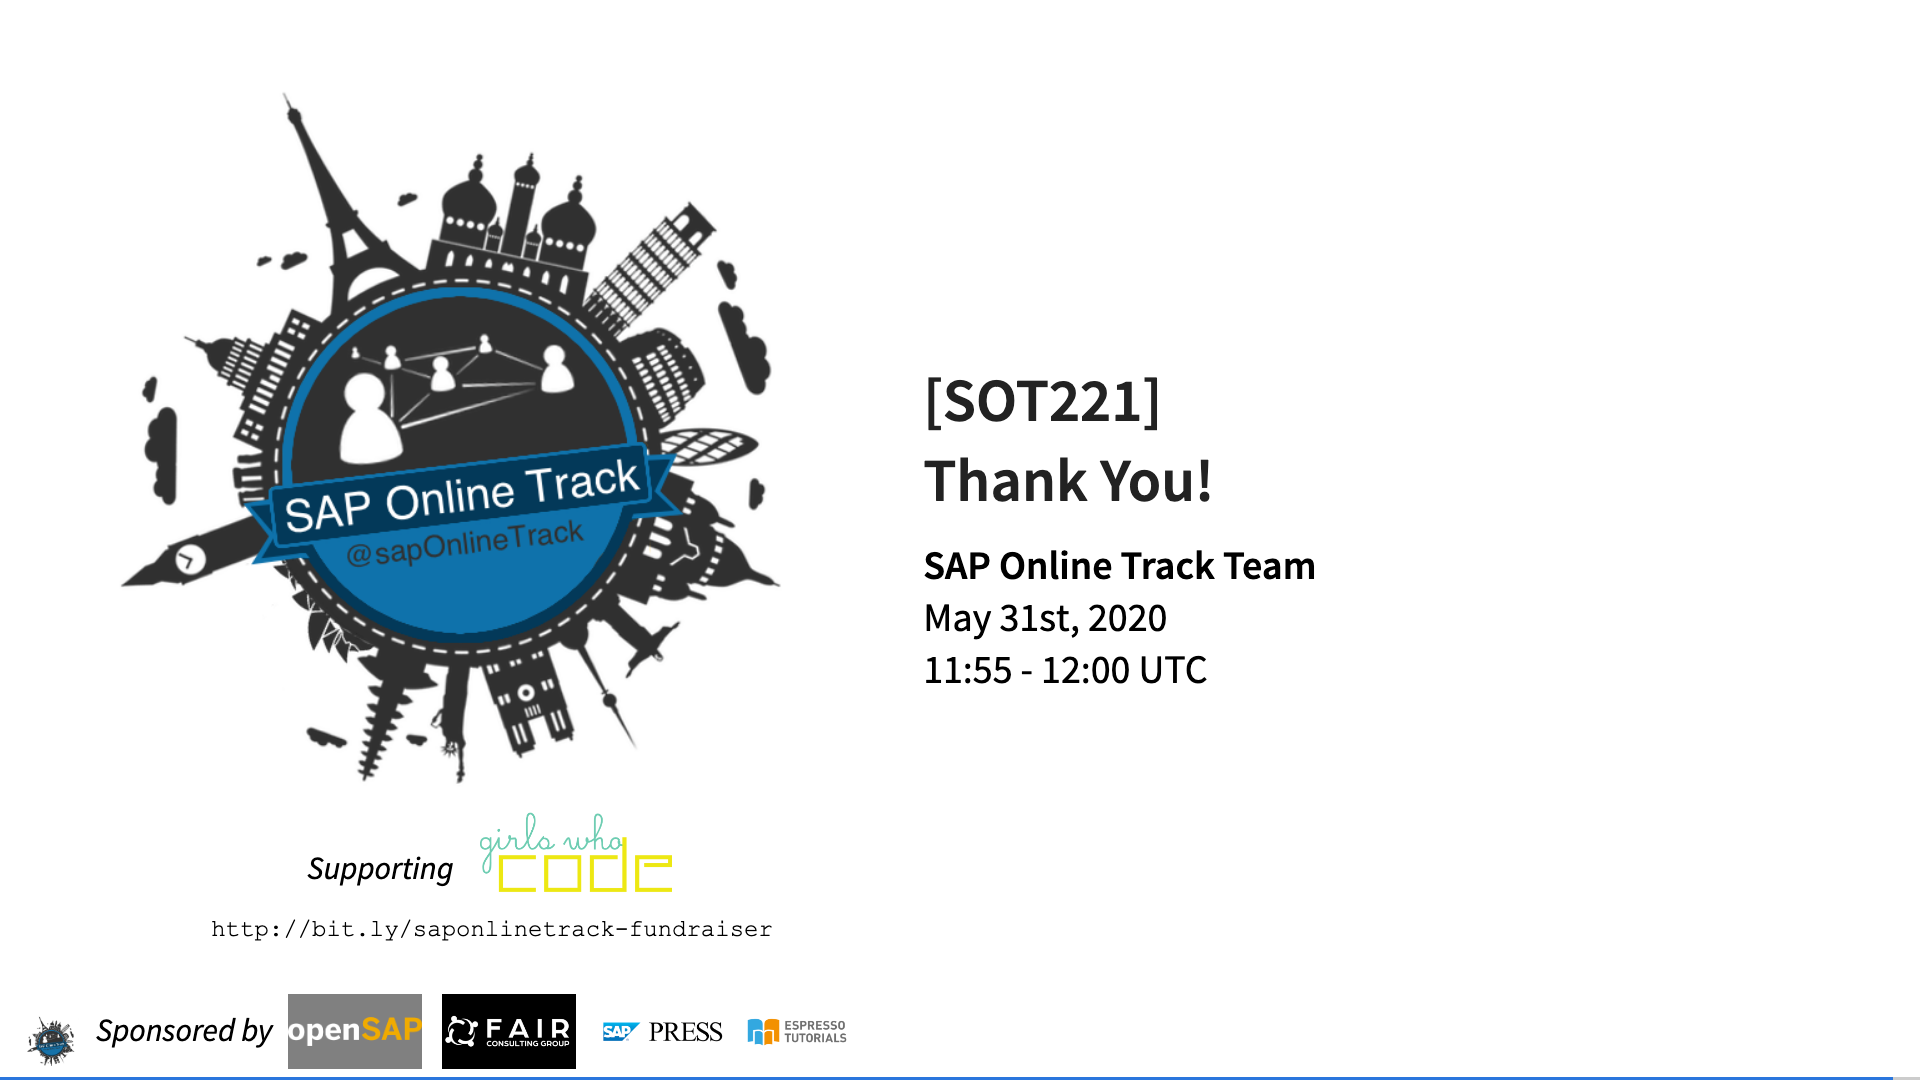 SAP Online Track
@sapOnlineTrack
[SOT221]
Thank You!
SAP Online Track Team
May 31st, 2020
11:55 - 12:00 UTC
Supporting
girls who
code
http://bit.ly/saponlinetrack-fundraiser
Sponsored by
openSAP
FAIR
CONSULTING GROUP
SAP PRESS
ESPRESSO
TUTORIALS